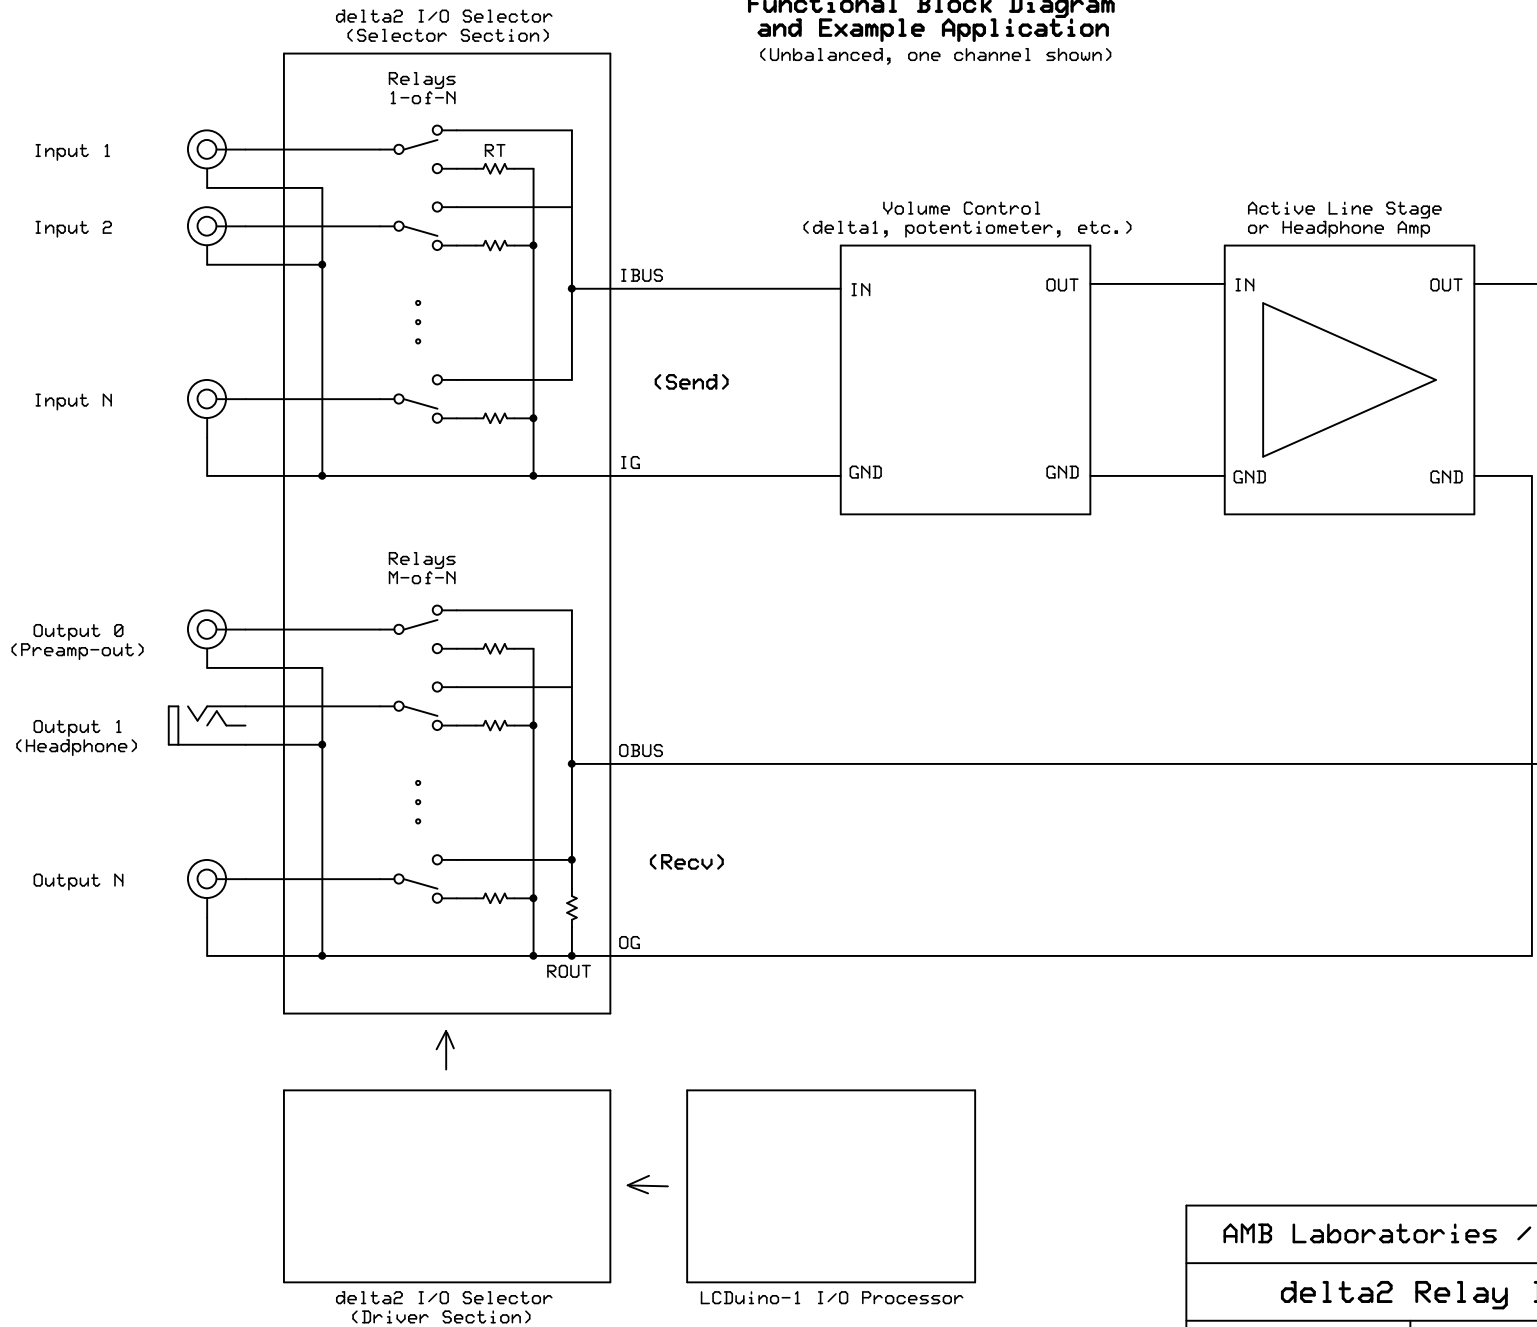 delta2 I/O Selector
(Selector Section)
Functional Block Diagram
and Example Application
(Unbalanced, one channel shown)
Relays
1-of-N
Input 1
RT
Input 2
Volume Control
(delta1, potentiometer, etc.)
Active Line Stage
or Headphone Amp
IBUS
IN
OUT
IN
OUT
(Send)
Input N
IG
GND
GND
GND
GND
Relays
M-of-N
Output 0
(Preamp-out)
Output 1
(Headphone)
OBUS
(Recv)
Output N
OG
ROUT
AMB Laboratories /
delta2 Relay
delta2 I/O Selector
(Driver Section)
LCDuino-1 I/O Processor